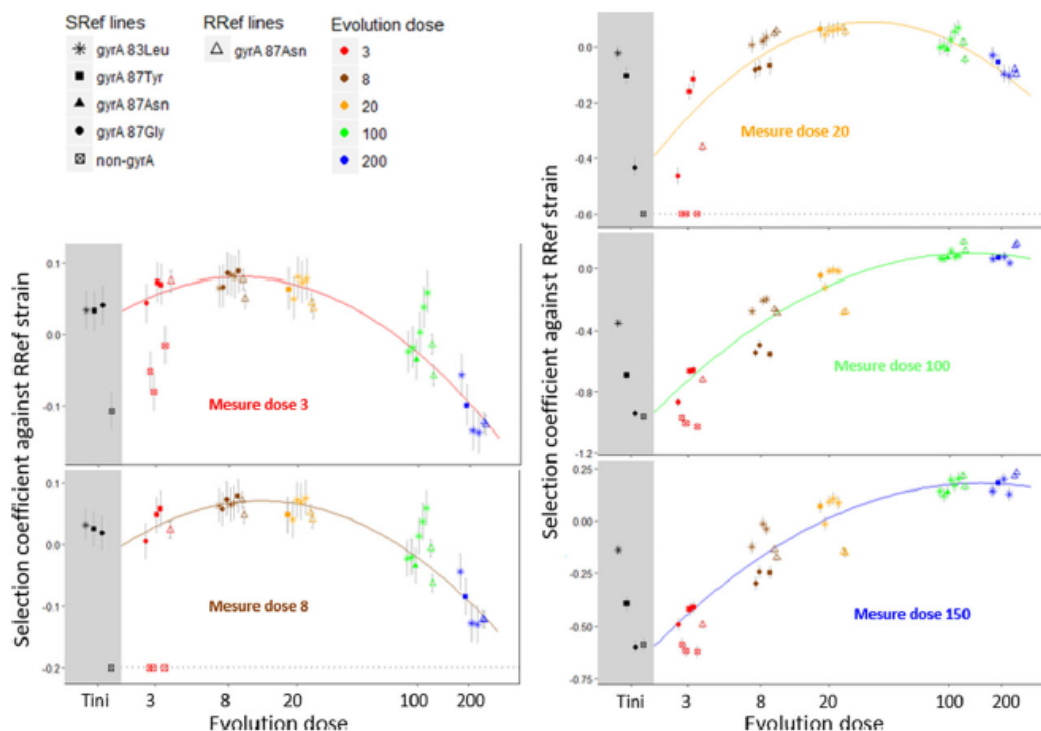 SRef lines
gyrA 83Leu
gyrA 87Tyr
gyrA 87Asn
gyrA 87Gly
non-gyrA
RRef lines
gyrA 87Asn
Evolution dose
3
8
20
100
200
Selection coefficient against RRef strain
0.1
0.0
-0.1
Mesure dose 3
0.1
0.0
-0.1
-0.2
Mesure dose 8
Tini 3 8 20 100 200
Evolution dose
Selection coefficient against RRef strain
0.0
-0.2
-0.4
-0.6
Mesure dose 20
0.0
-0.4
-0.8
-1.2
Mesure dose 100
0.25
0.00
-0.25
-0.50
-0.75
Mesure dose 150
Tini 3 8 20 100 200
Evolution dose